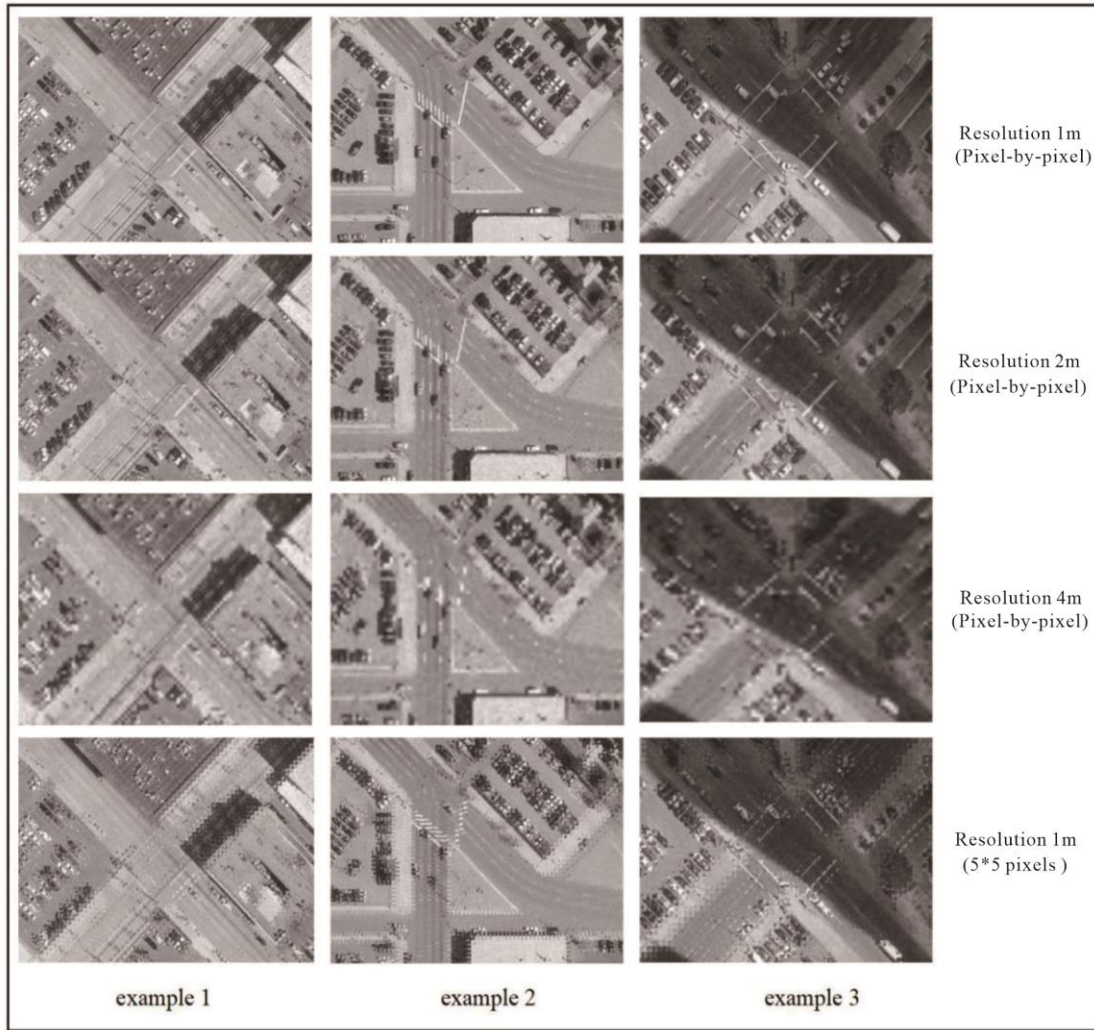 Resolution 1m
(Pixel-by-pixel)
Resolution 2m
(Pixel-by-pixel)
Resolution 4m
(Pixel-by-pixel)
Resolution 1m
(5*5 pixels )
example 1
example 2
example 3